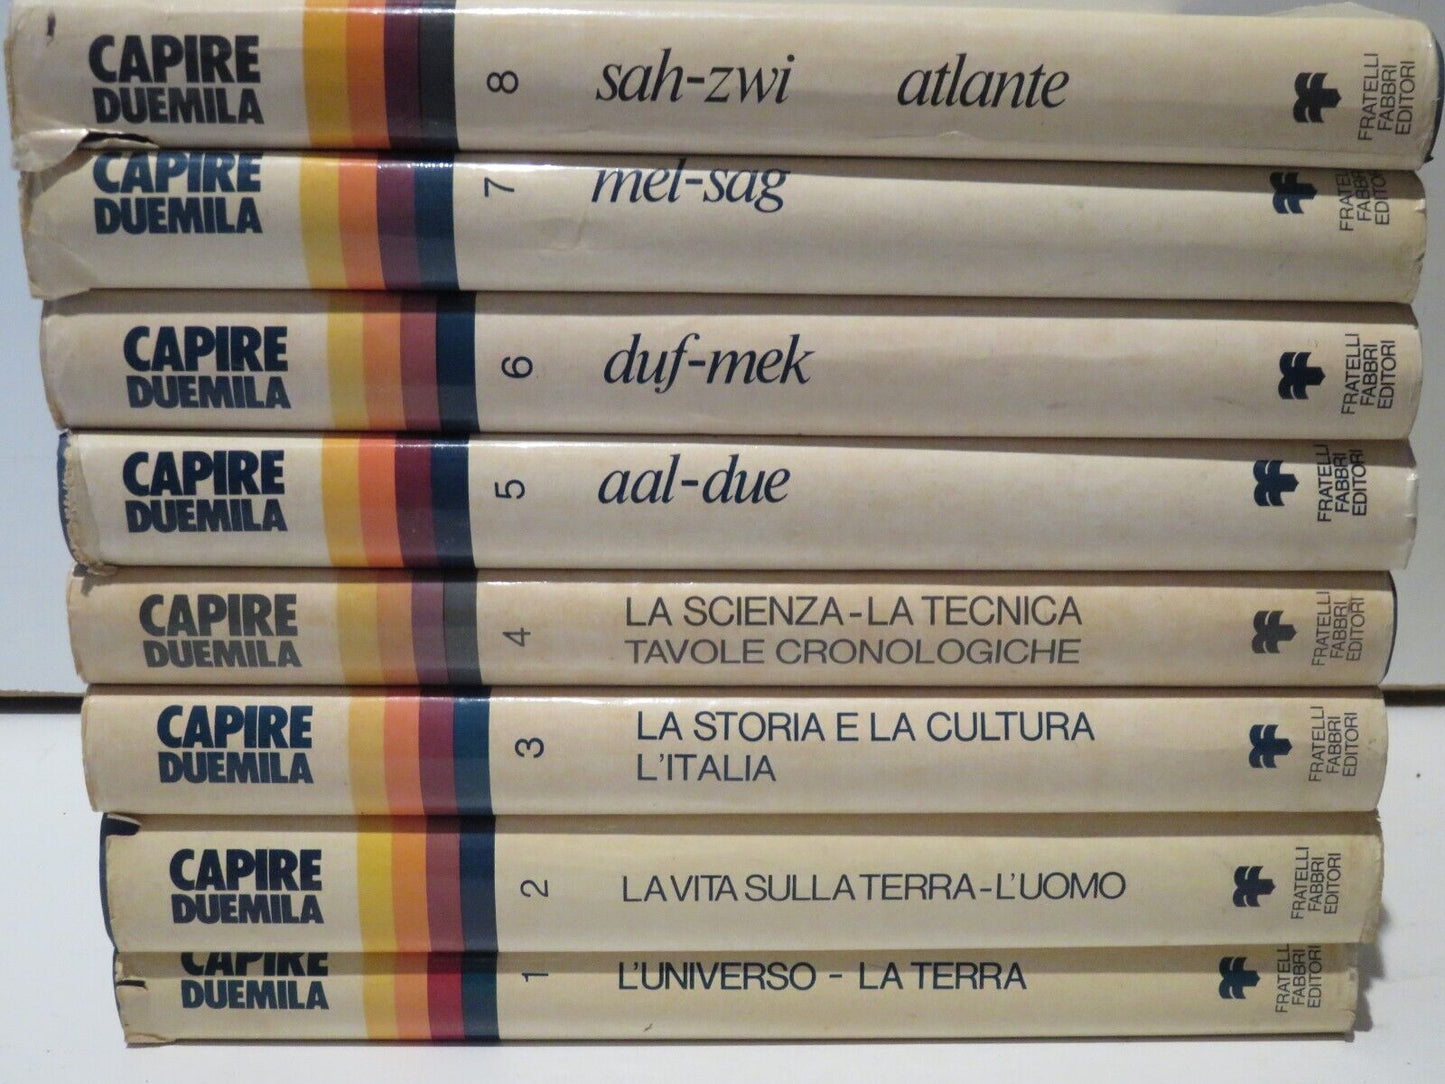 CAPIRE
DUEMILA
8
sah-zwi
atlante
FRATELLI
FABBRI
EDITORI
CAPIRE
DUEMILA
7
mel-sag
FRATELLI
FABBRI
EDITORI
CAPIRE
DUEMILA
6
duf-mek
FRATELLI
FABBRI
EDITORI
CAPIRE
DUEMILA
5
aal-due
FRATELLI
FABBRI
EDITORI
CAPIRE
DUEMILA
4
LA SCIENZA-LA TECNICA
TAVOLE CRONOLOGICHE
FRATELLI
FABBRI
EDITORI
CAPIRE
DUEMILA
3
LA STORIA E LA CULTURA
L'ITALIA
FRATELLI
FABBRI
EDITORI
CAPIRE
DUEMILA
2
LA VITA SULLA TERRA-L'UOMO
FRATELLI
FABBRI
EDITORI
CAPIRE
DUEMILA
1
L'UNIVERSO - LA TERRA
FRATELLI
FABBRI
EDITORI